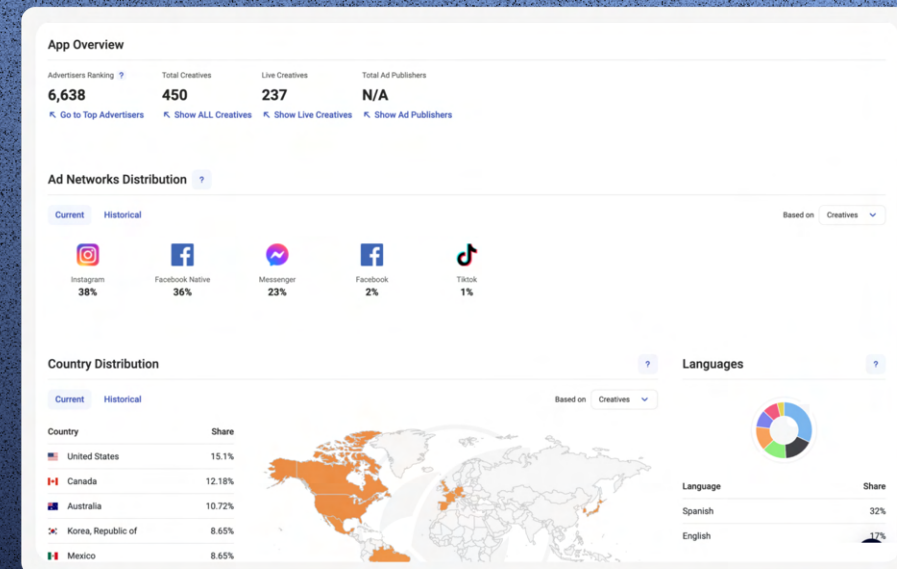 App Overview
Advertisers Ranking ? Total Creatives Live Creatives Total Ad Publishers
6,638 450 237 N/A
Go to Top Advertisers Show ALL Creatives Show Live Creatives Show Ad Publishers
Ad Networks Distribution ?
Current Historical Based on Creatives
Instagram Facebook Native Messenger Facebook Tiktok
38% 36% 23% 2% 1%
Country Distribution ? Languages ?
Current Historical Based on Creatives
Country Share
United States 15.1%
Canada 12.18%
Australia 10.72%
Korea, Republic of 8.65%
Mexico 8.65%
Language Share
Spanish 32%
English 17%